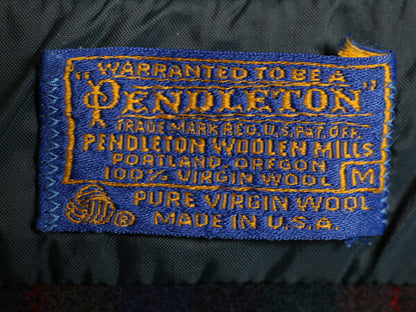 "WARRANTED TO BE A
PENDLETON"
TRADE MARK REG. U.S. PAT. OFF.
PENDLETON WOOLEN MILLS
PORTLAND, OREGON
100% VIRGIN WOOL M
® PURE VIRGIN WOOL
MADE IN U.S.A.